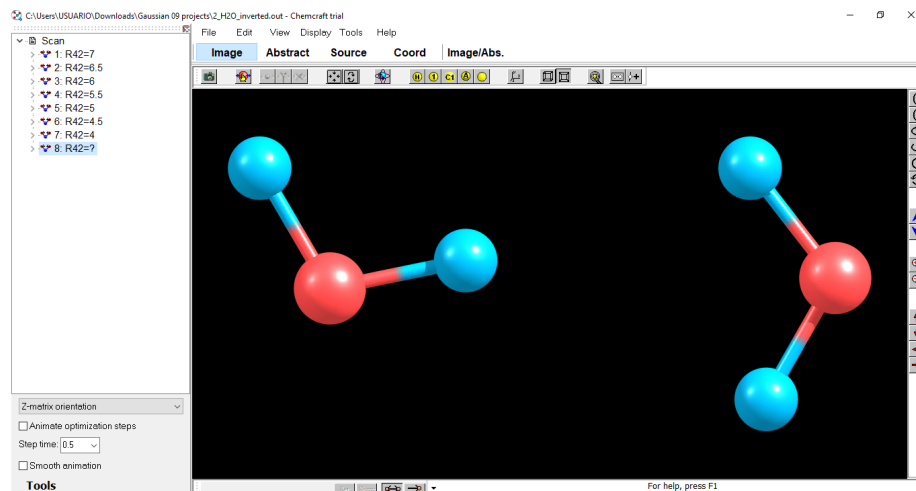 C:\Users\USUARIO\Downloads\Gaussian 09 projects\2_H2O_inverted.out - Chemcraft trial
File Edit View Display Tools Help
Image Abstract Source Coord Image/Abs.
Scan
1: R42=7
2: R42=6.5
3: R42=6
4: R42=5.5
5: R42=5
6: R42=4.5
7: R42=4
8: R42=?
Z-matrix orientation
Animate optimization steps
Step time: 0.5
Smooth animation
Tools
For help, press F1